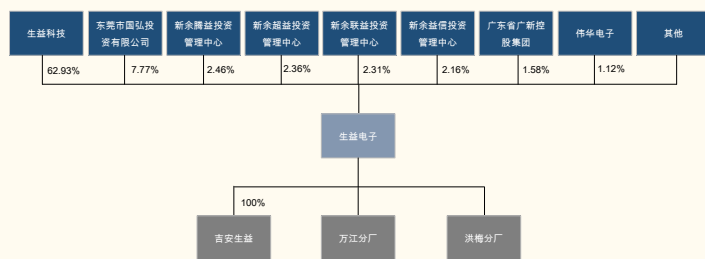 生益科技
东莞市国弘投
资有限公司
新余腾益投资
管理中心
新余超益投资
管理中心
新余联益投资
管理中心
新余益信投资
管理中心
广东省广新控
股集团
伟华电子
其他
62.93%
7.77%
2.46%
2.36%
2.31%
2.16%
1.58%
1.12%
生益电子
100%
吉安生益
万江分厂
洪梅分厂